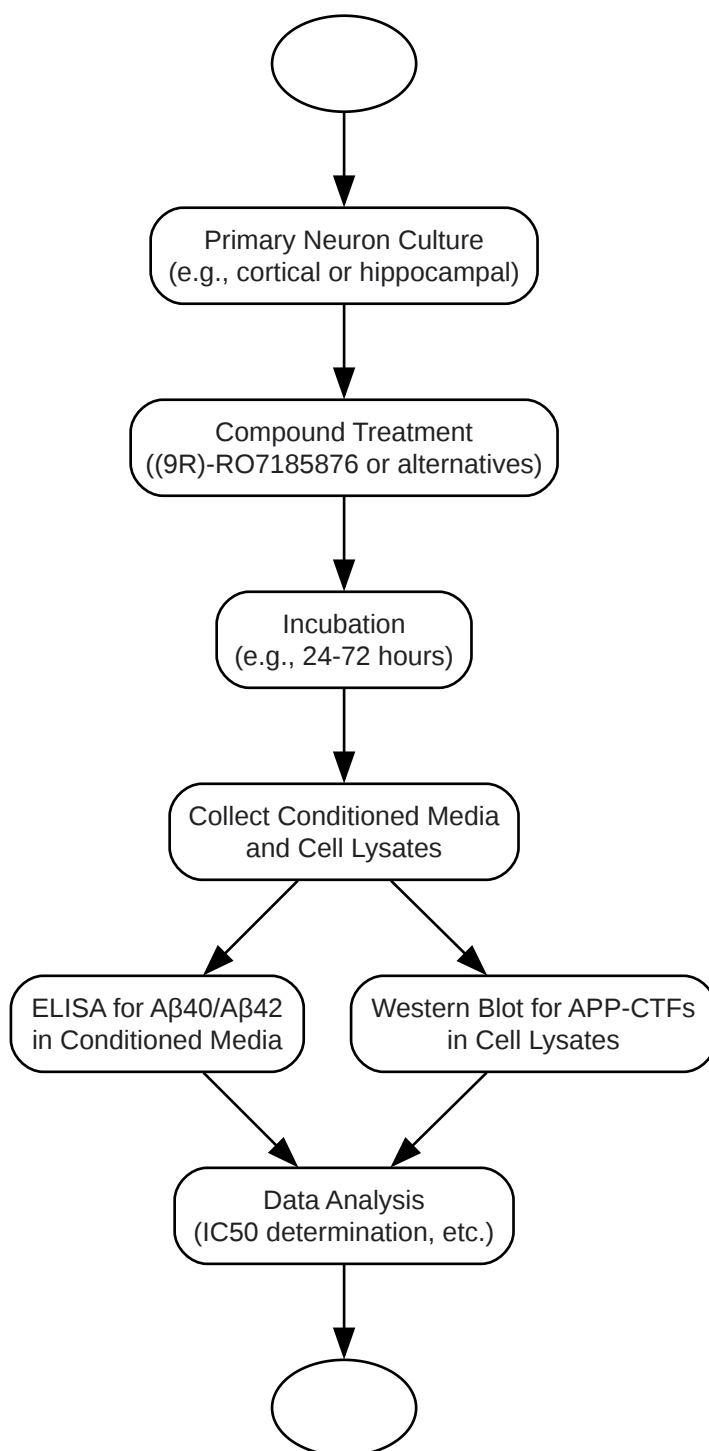 Primary Neuron Culture
(e.g., cortical or hippocampal)
Compound Treatment
((9R)-RO7185876 or alternatives)
Incubation
(e.g., 24-72 hours)
Collect Conditioned Media
and Cell Lysates
ELISA for Aβ40/Aβ42
in Conditioned Media
Western Blot for APP-CTFs
in Cell Lysates
Data Analysis
(IC50 determination, etc.)